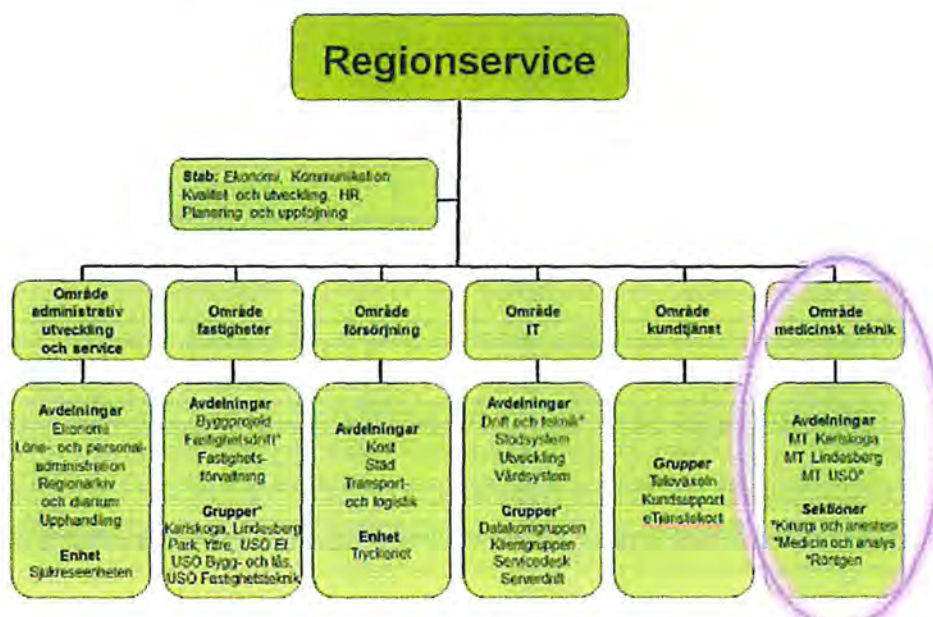 Regionservice
Stab: Ekonomi, Kommunikation
Kvalitet och utveckling, HR,
Planering och uppföljning
Område
administrativ
utveckling
och service
Område
fastigheter
Område
försörjning
Område
IT
Område
kundtjänst
Område
medicinsk teknik
Avdelningar
Ekonomi
Löne- och personal-
administration
Regionarkiv
och diarium
Upphandling
Enhet
Sjukreseenheten
Avdelningar
Byggprojekt
Fastighetsdrift*
Fastighets-
förvaltning
Grupper*
Karlskoga, Lindesberg
Park, Yttre, USÖ El,
USÖ Bygg- och lås,
USÖ Fastighetsteknik
Avdelningar
Kost
Städ
Transport-
och logistik
Enhet
Tryckeriet
Avdelningar
Drift och teknik*
Stödsystem
Utveckling
Vårdsystem
Grupper*
Datakomgruppen
Klientgruppen
Servicedesk
Serverdrift
Grupper
Televäxeln
Kundsupport
eTjänstekort
Avdelningar
MT Karlskoga
MT Lindesberg
MT USÖ*
Sektioner
*Kirurgi och anestesi
*Medicin och analys
*Röntgen